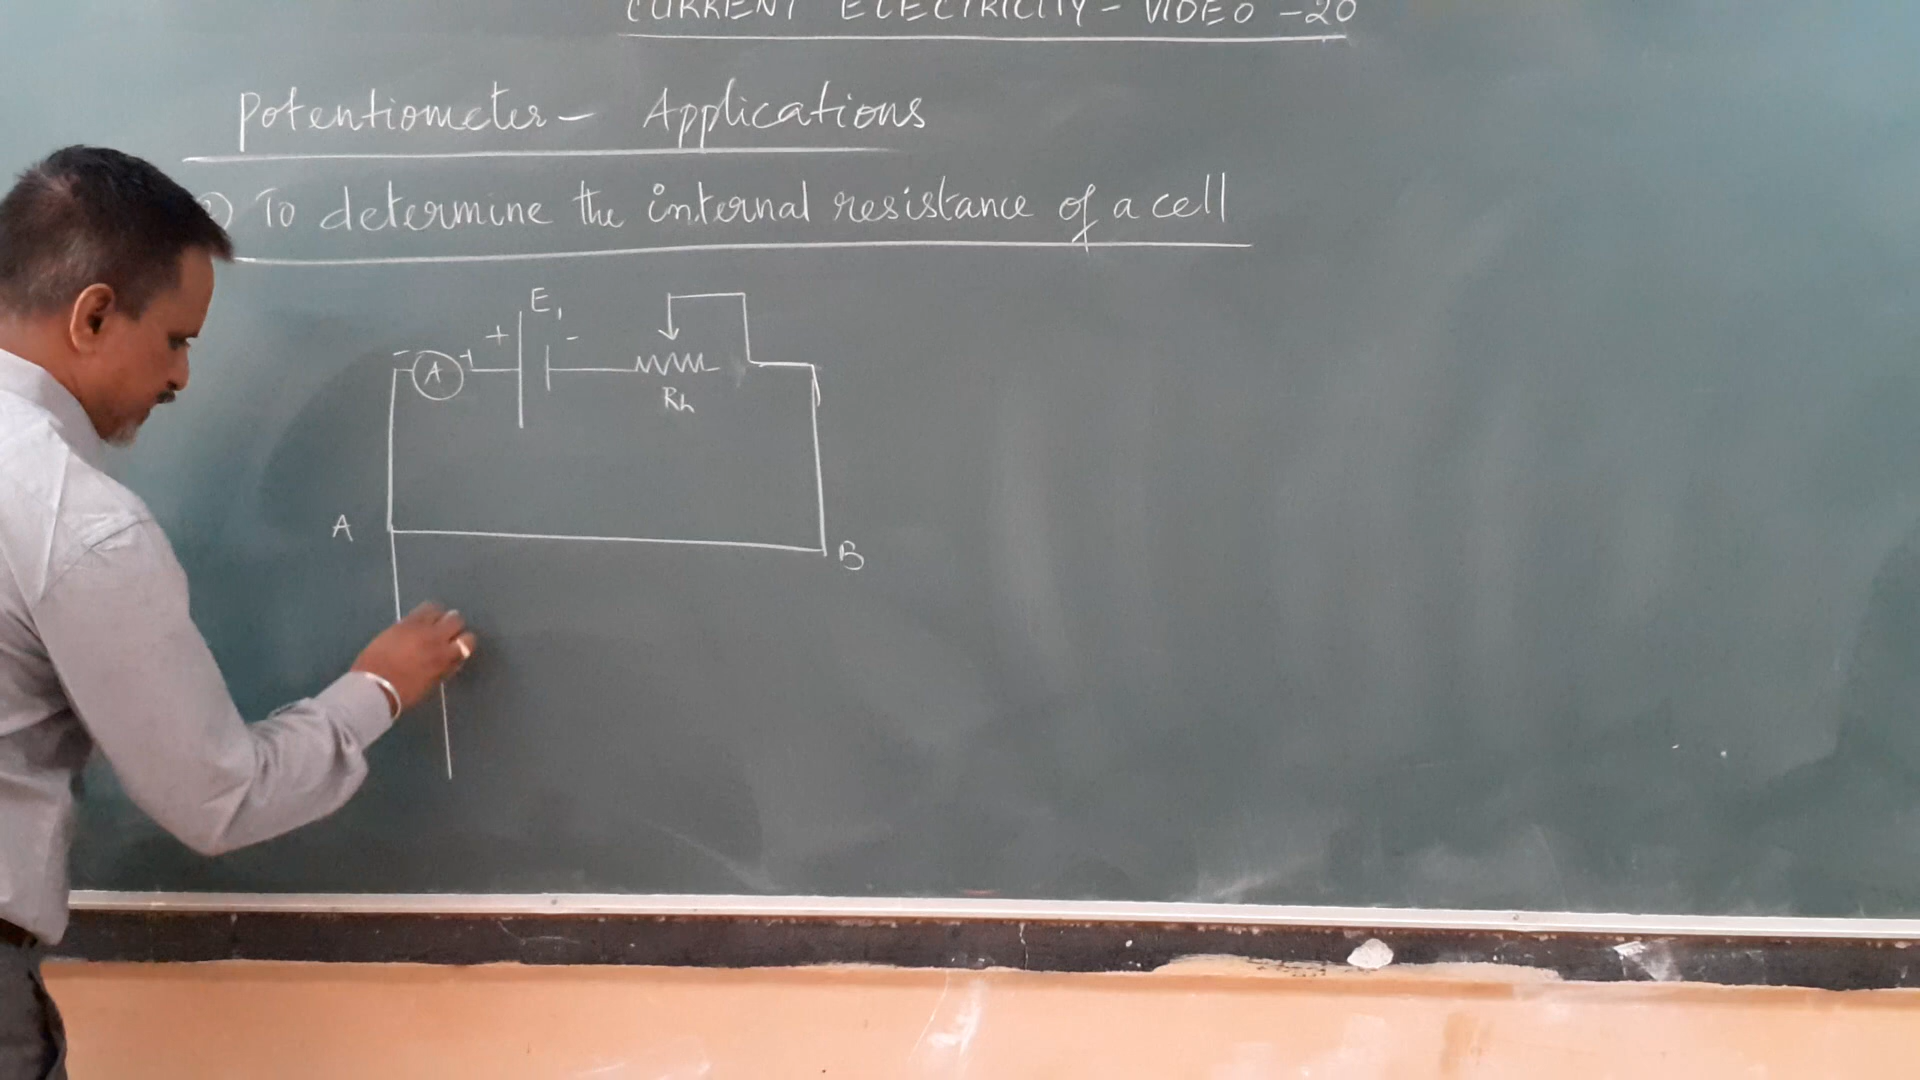 CURRENT ELECTRICITY - VIDEO - 20
Potentiometer - Applications
) To determine the internal resistance of a cell
E1
+ -
- A +
Rh
A
B